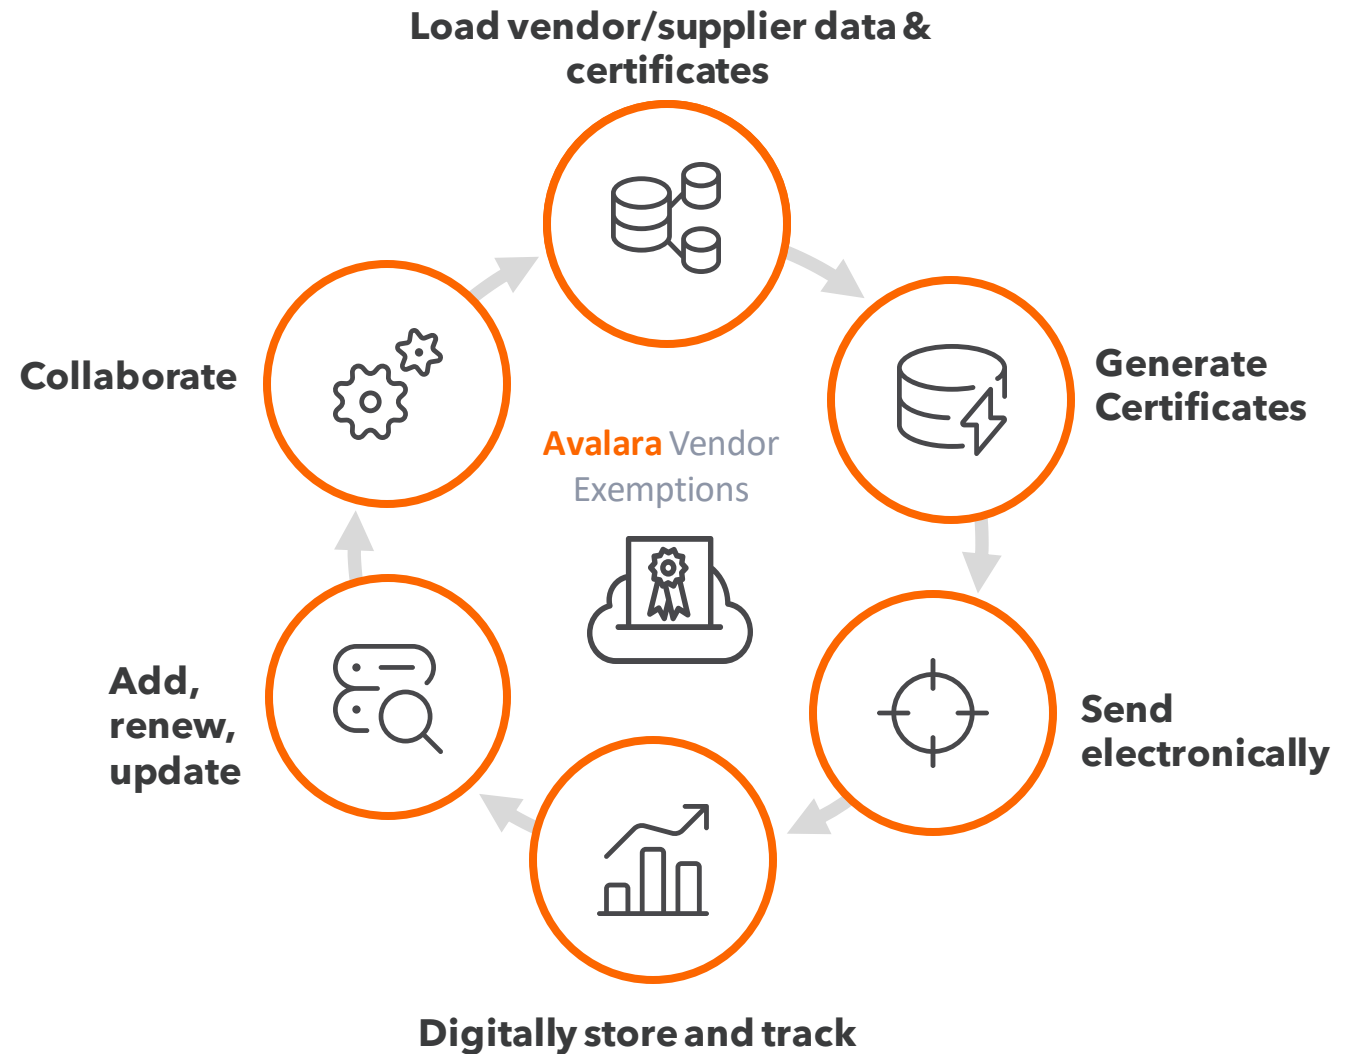 Load vendor/supplier data &
certificates
Generate
Certificates
Send
electronically
Digitally store and track
Add,
renew,
update
Collaborate
Avalara Vendor
Exemptions